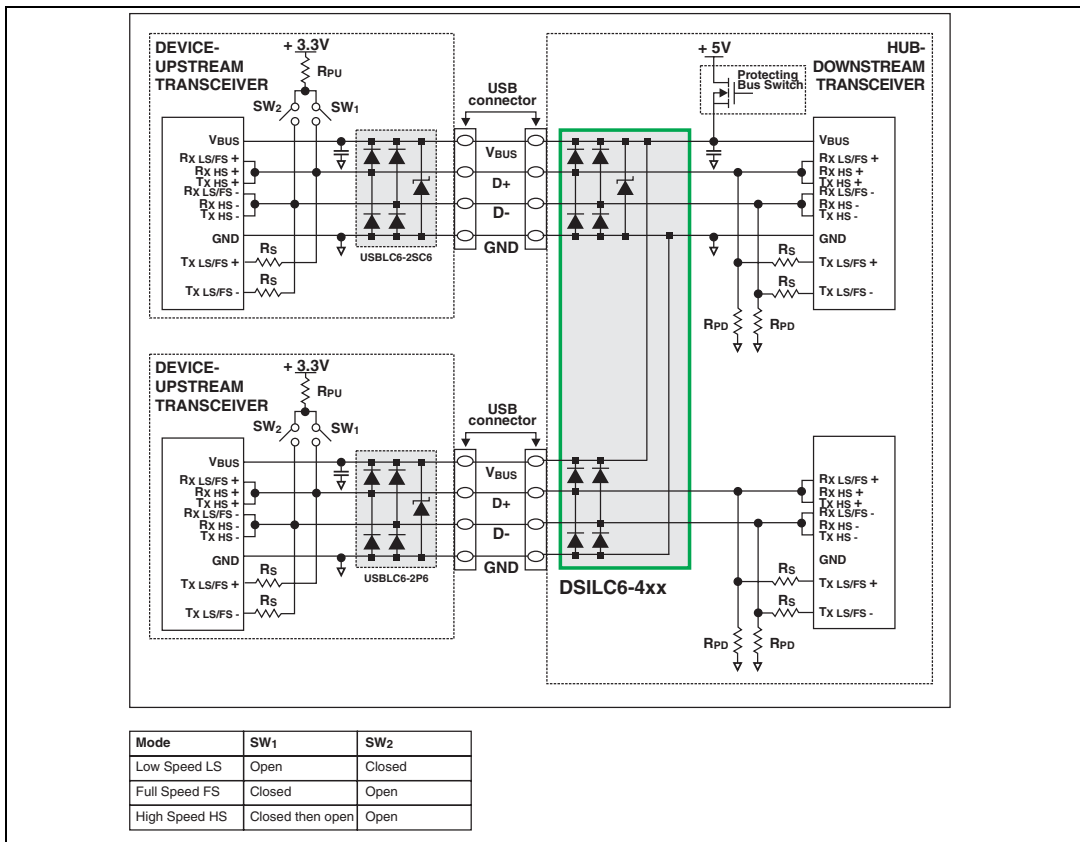 DEVICE-
UPSTREAM
TRANSCEIVER
+ 3.3V
RPU
SW2
SW1
VBUS
RX LS/FS +
RX HS +
TX HS +
RX LS/FS -
RX HS -
TX HS -
GND
TX LS/FS +
TX LS/FS -
RS
RS
USBLC6-2SC6
USB
connector
VBUS
D+
D-
GND
+ 5V
Protecting
Bus Switch
HUB-
DOWNSTREAM
TRANSCEIVER
VBUS
RX LS/FS +
RX HS +
TX HS +
RX LS/FS -
RX HS -
TX HS -
GND
TX LS/FS +
TX LS/FS -
RS
RS
RPD
RPD
DEVICE-
UPSTREAM
TRANSCEIVER
+ 3.3V
RPU
SW2
SW1
VBUS
RX LS/FS +
RX HS +
TX HS +
RX LS/FS -
RX HS -
TX HS -
GND
TX LS/FS +
TX LS/FS -
RS
RS
USBLC6-2P6
USB
connector
VBUS
D+
D-
GND
DSILC6-4xx
RX LS/FS +
RX HS +
TX HS +
RX LS/FS -
RX HS -
TX HS -
GND
TX LS/FS +
TX LS/FS -
RS
RS
RPD
RPD
Mode SW1 SW2
Low Speed LS Open Closed
Full Speed FS Closed Open
High Speed HS Closed then open Open